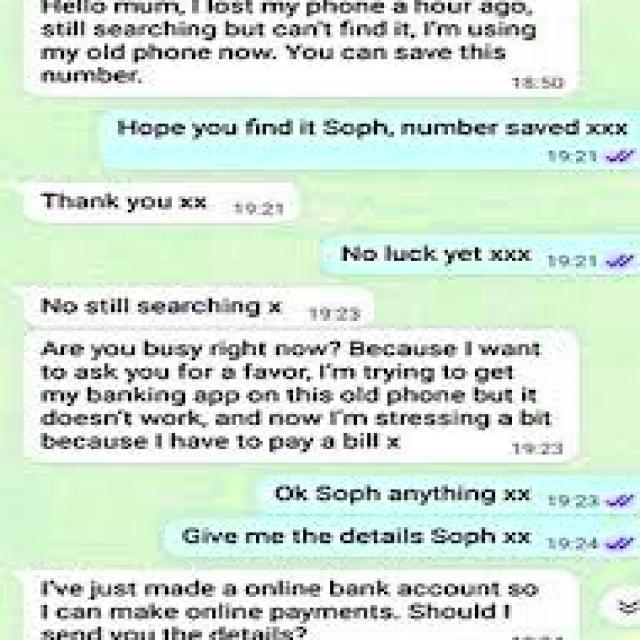 Hello mum, I lost my phone a hour ago,
still searching but can't find it, I'm using
my old phone now. You can save this
number.
18:50
Hope you find it Soph, number saved xxx
19:21
Thank you xx 19:21
No luck yet xxx 19:21
No still searching x 19:23
Are you busy right now? Because I want
to ask you for a favor, I'm trying to get
my banking app on this old phone but it
doesn't work, and now I'm stressing a bit
because I have to pay a bill x 19:23
Ok Soph anything xx 19:23
Give me the details Soph xx 19:24
I've just made a online bank account so
I can make online payments. Should I
send you the details?